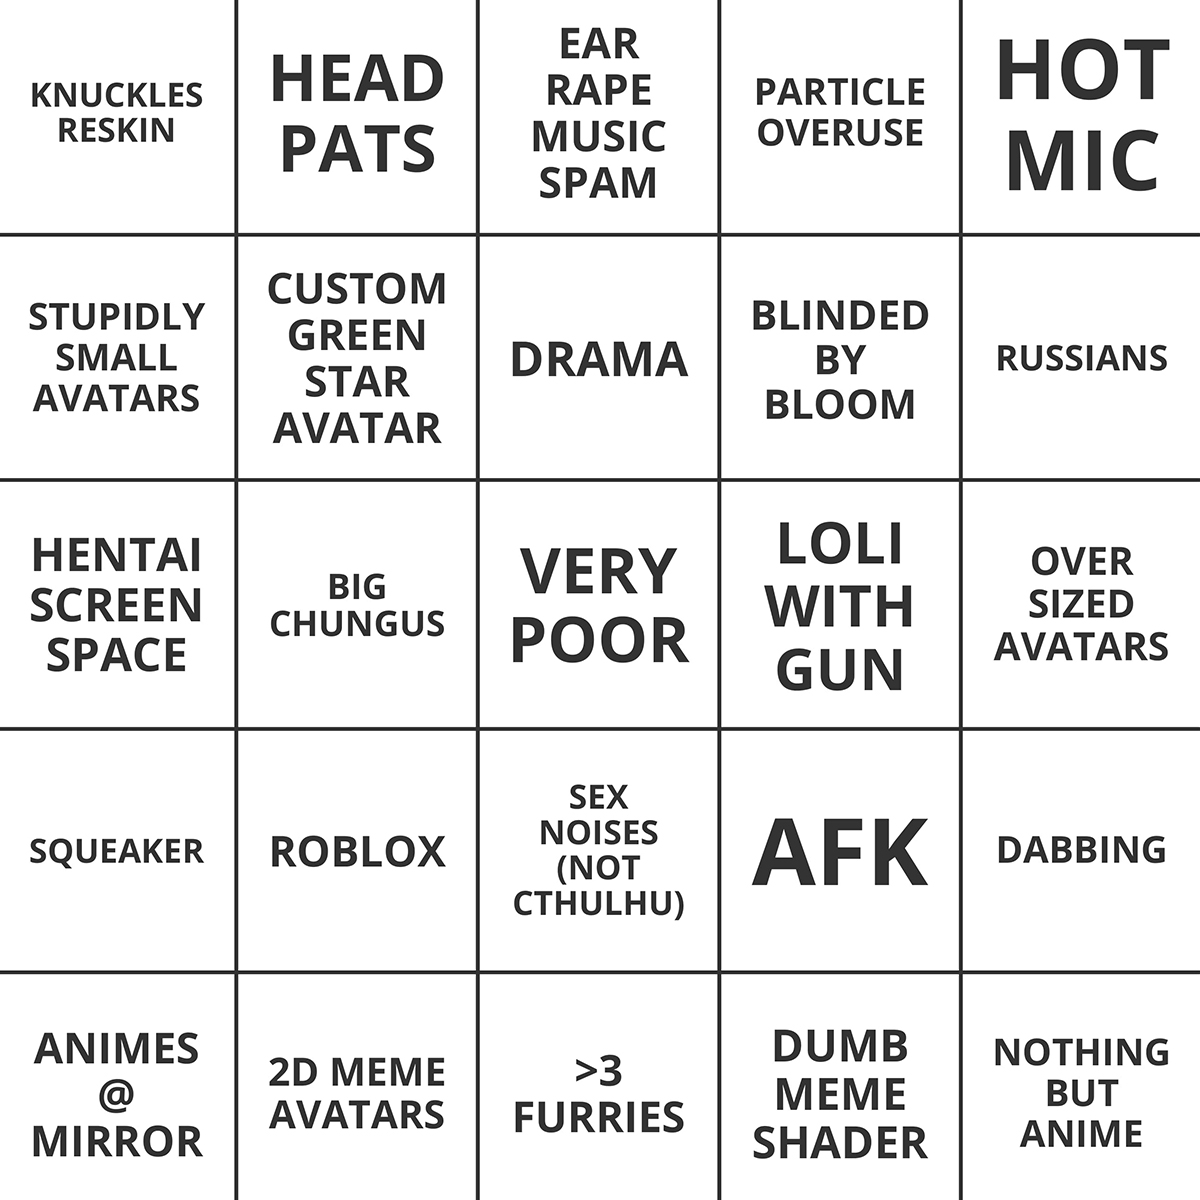 KNUCKLES
RESKIN
HEAD
PATS
EAR
RAPE
MUSIC
SPAM
PARTICLE
OVERUSE
HOT
MIC
STUPIDLY
SMALL
AVATARS
CUSTOM
GREEN
STAR
AVATAR
DRAMA
BLINDED
BY
BLOOM
RUSSIANS
HENTAI
SCREEN
SPACE
BIG
CHUNGUS
VERY
POOR
LOLI
WITH
GUN
OVER
SIZED
AVATARS
SQUEAKER
ROBLOX
SEX
NOISES
(NOT
CTHULHU)
AFK
DABBING
ANIMES
@
MIRROR
2D MEME
AVATARS
>3
FURRIES
DUMB
MEME
SHADER
NOTHING
BUT
ANIME